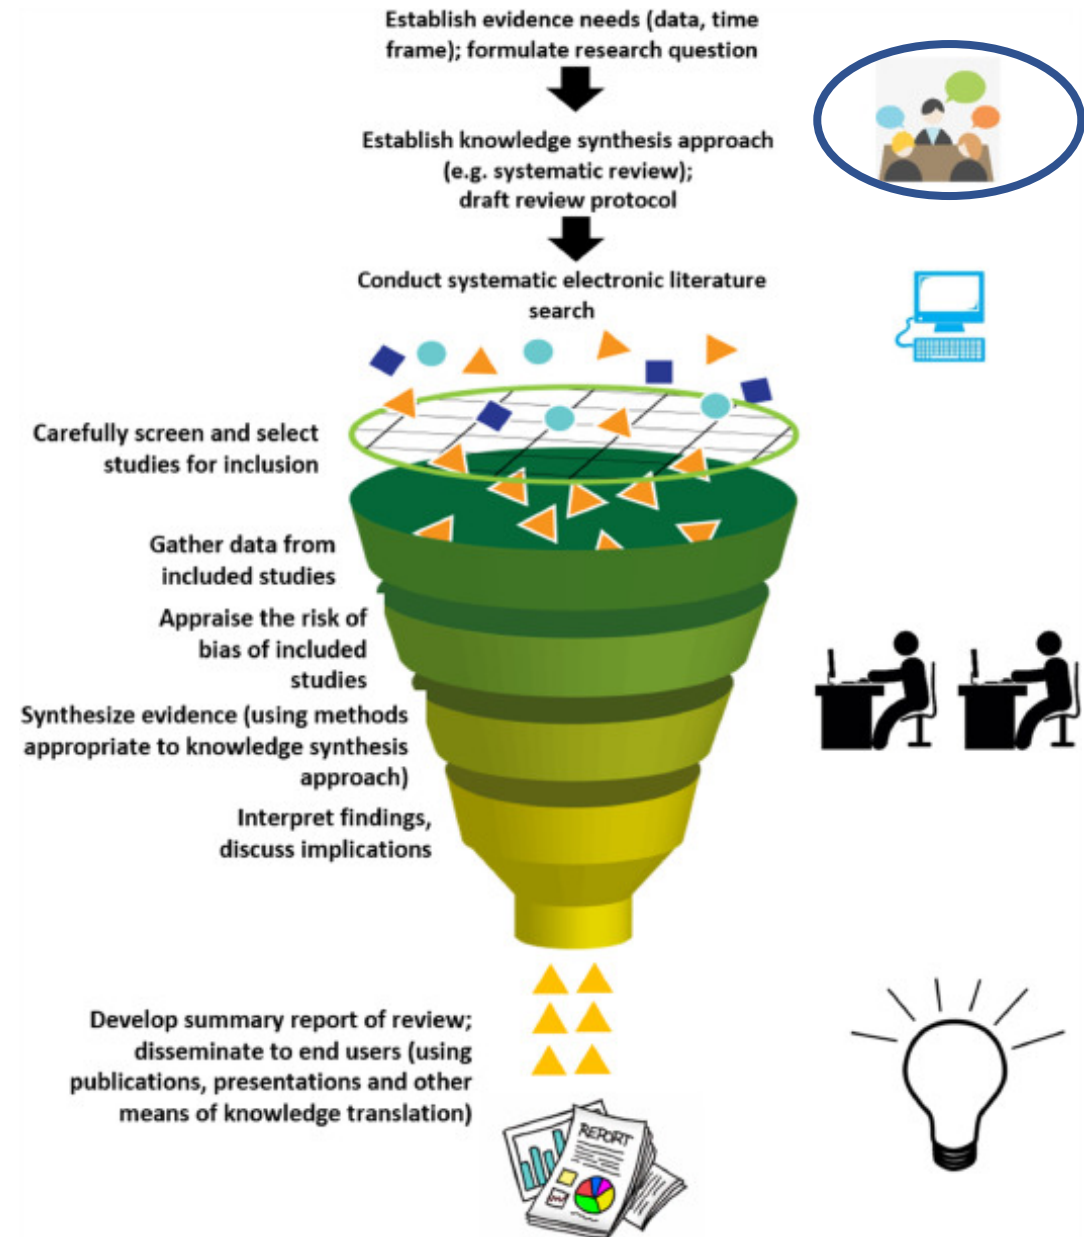 Establish evidence needs (data, time
frame); formulate research question
Establish knowledge synthesis approach
(e.g. systematic review);
draft review protocol
Conduct systematic electronic literature
search
Carefully screen and select
studies for inclusion
Gather data from
included studies
Appraise the risk of
bias of included
studies
Synthesize evidence (using methods
appropriate to knowledge synthesis
approach)
Interpret findings,
discuss implications
Develop summary report of review;
disseminate to end users (using
publications, presentations and other
means of knowledge translation)
REPORT